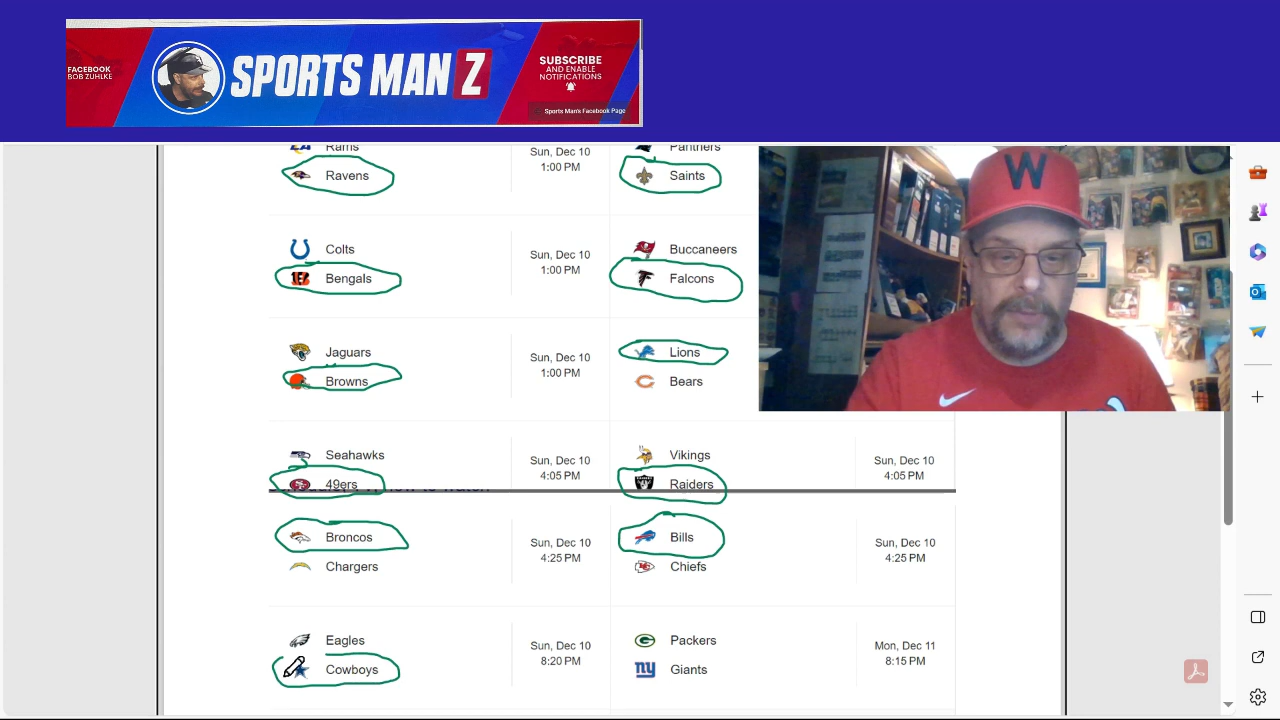 FACEBOOK
BOB ZUHLKE
SPORTS MAN Z
SUBSCRIBE
AND ENABLE
NOTIFICATIONS
Sports Man's Facebook Page
Rams
Ravens
Sun, Dec 10
1:00 PM
Panthers
Saints
Colts
Bengals
Sun, Dec 10
1:00 PM
Buccaneers
Falcons
Jaguars
Browns
Sun, Dec 10
1:00 PM
Lions
Bears
Seahawks
49ers
Sun, Dec 10
4:05 PM
Vikings
Raiders
Sun, Dec 10
4:05 PM
Broncos
Chargers
Sun, Dec 10
4:25 PM
Bills
Chiefs
Sun, Dec 10
4:25 PM
Eagles
Cowboys
Sun, Dec 10
8:20 PM
Packers
Giants
Mon, Dec 11
8:15 PM
W
ny